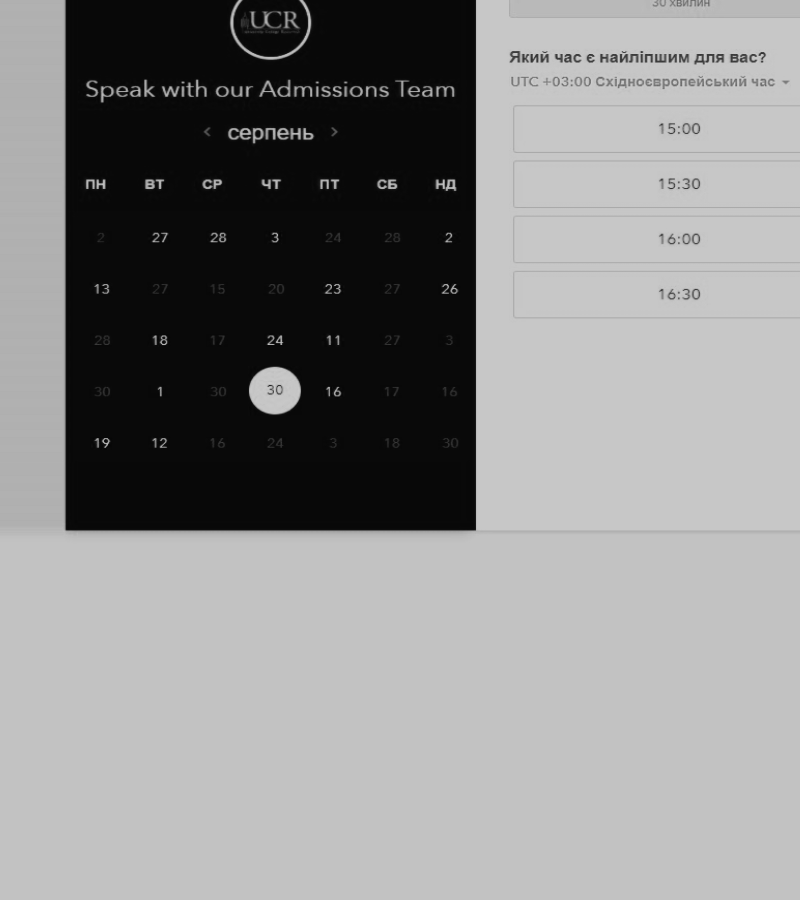 UCR
Speak with our Admissions Team
‹ серпень ›
ПН ВТ СР ЧТ ПТ СБ НД
2 27 28 3 24 28 2
13 27 15 20 23 27 26
28 18 17 24 11 27 3
30 1 30 30 16 17 16
19 12 16 24 3 18 30
30 хвилин
Який час є найліпшим для вас?
UTC +03:00 Східноєвропейський час
15:00
15:30
16:00
16:30